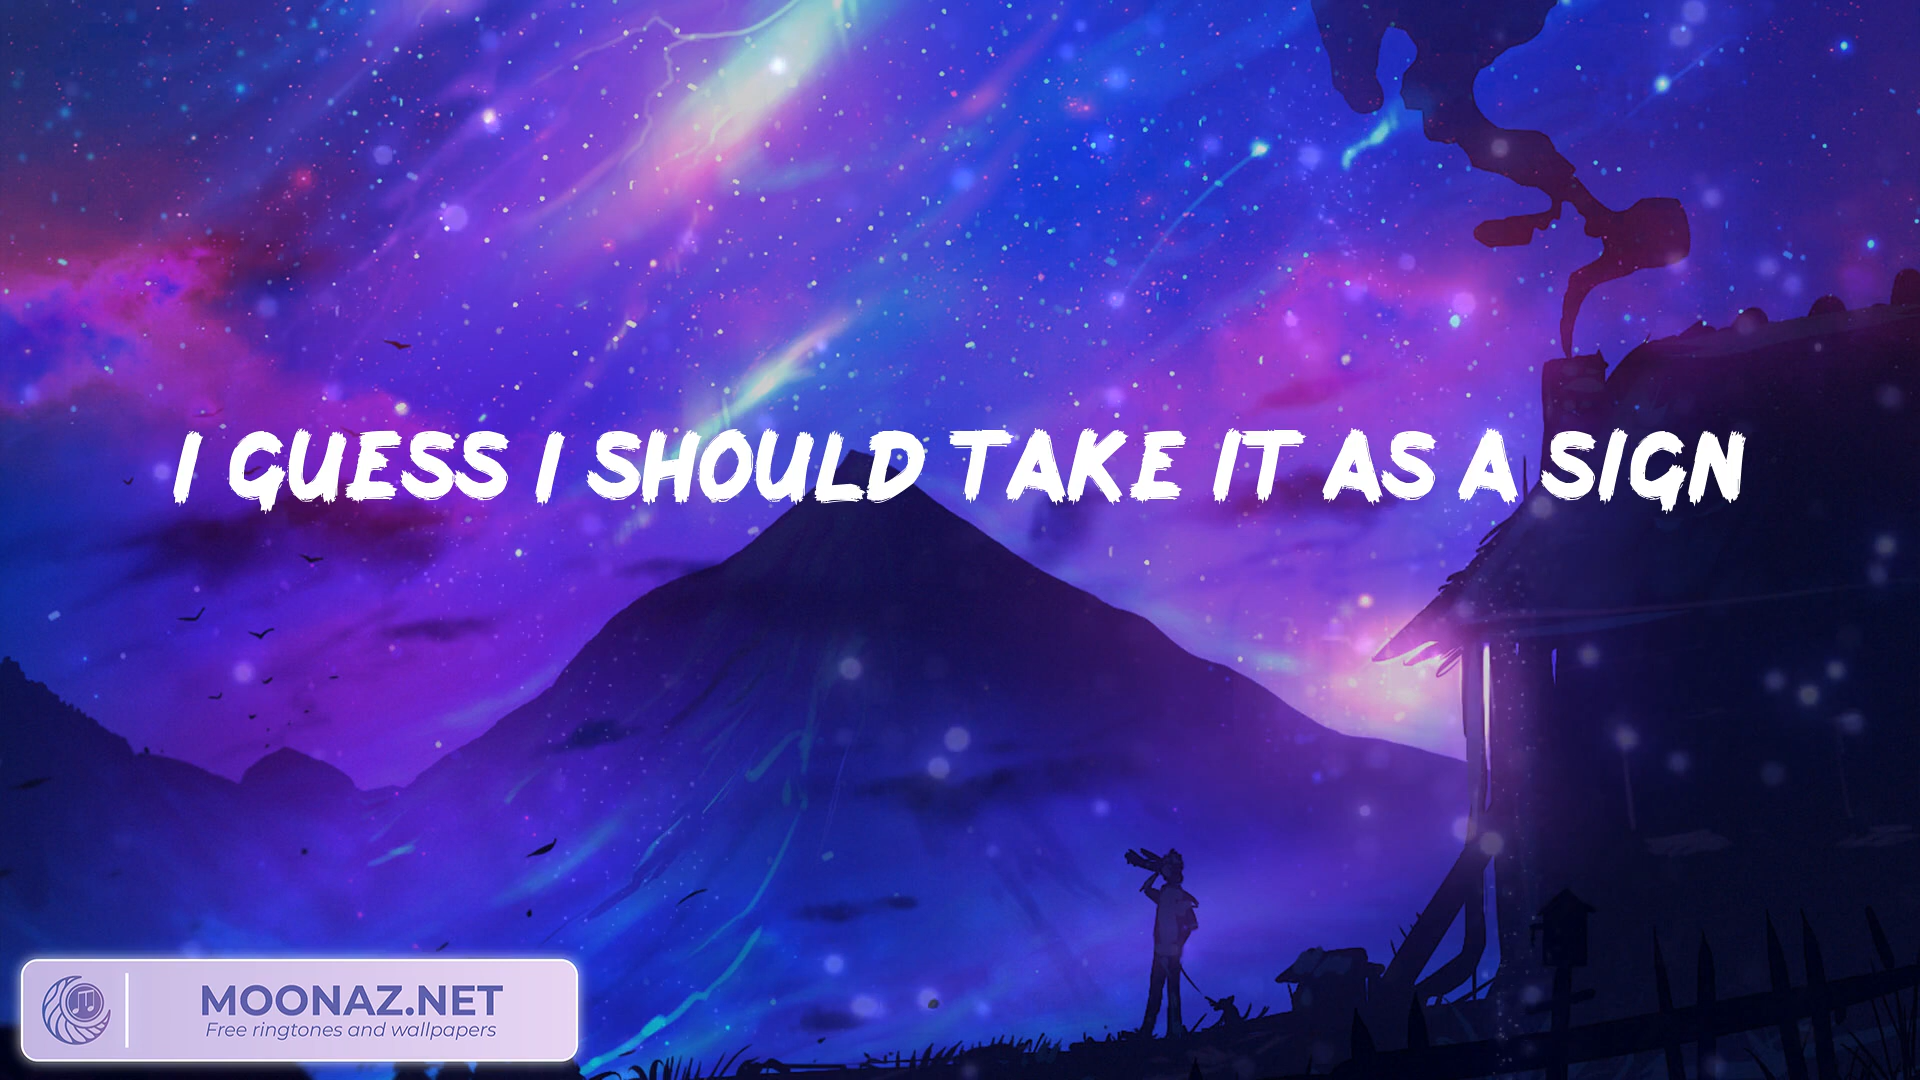 I GUESS I SHOULD TAKE IT AS A SIGN
MOONAZ.NET
Free ringtones and wallpapers